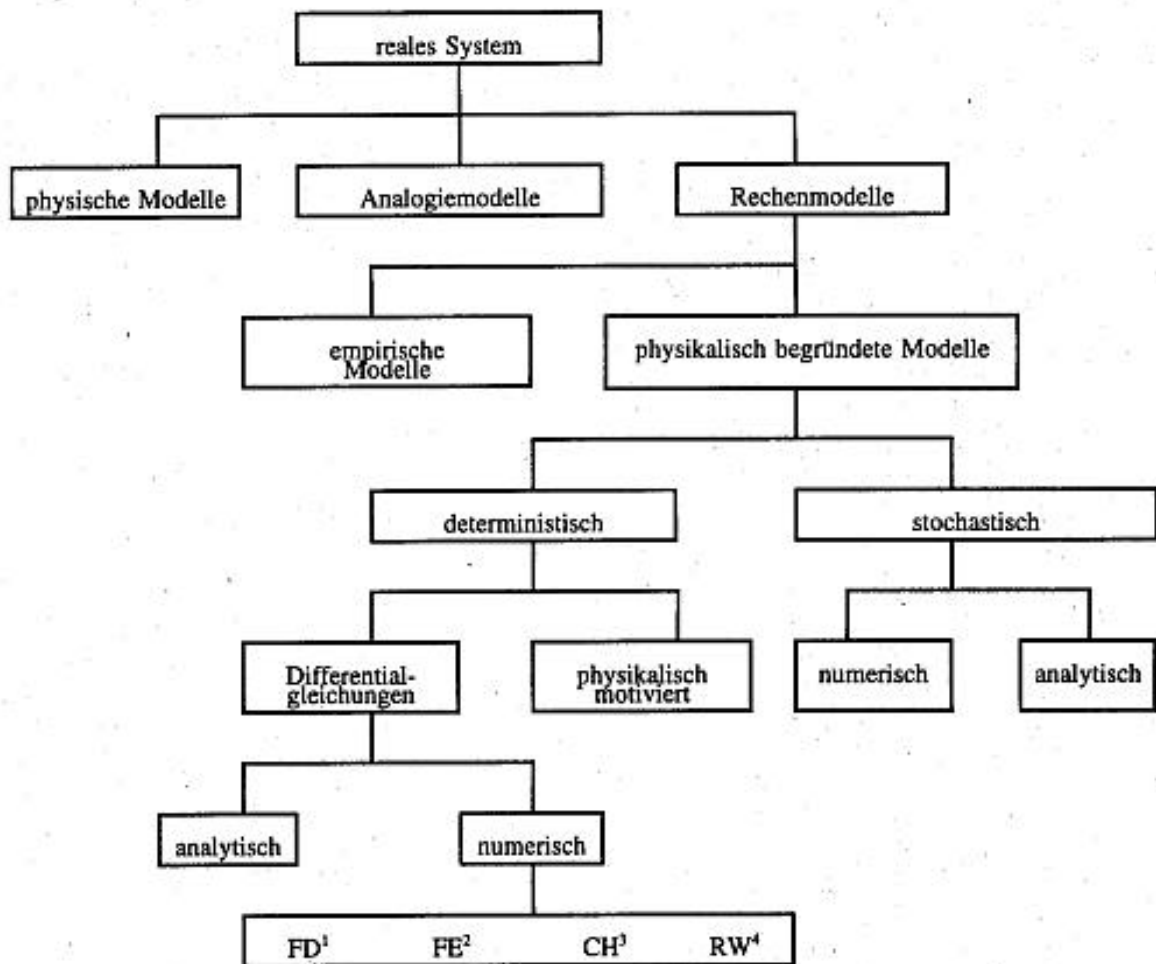 reales System
physische Modelle
Analogiemodelle
Rechenmodelle
empirische
Modelle
physikalisch begründete Modelle
deterministisch
stochastisch
Differential-
gleichungen
physikalisch
motiviert
numerisch
analytisch
analytisch
numerisch
FD¹ FE² CH³ RW⁴